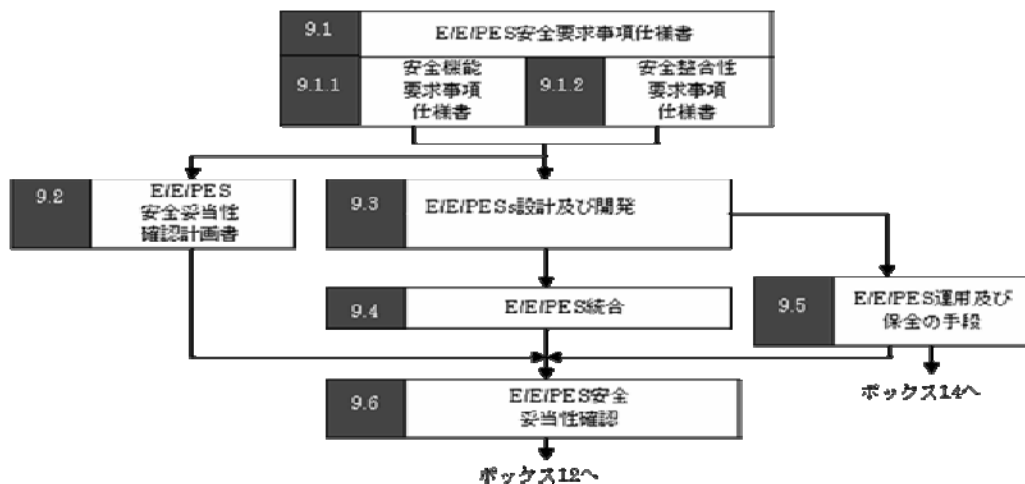 9.1 E/E/PES安全要求事項仕様書
9.1.1
安全機能
要求事項
仕様書
9.1.2
安全整合性
要求事項
仕様書
9.2
E/E/PES
安全妥当性
確認計画書
9.3
E/E/PESs設計及び開発
9.4
E/E/PES統合
9.5
E/E/PES運用及び
保全の手段
ボックス14へ
9.6
E/E/PES安全
妥当性確認
ボックス12へ